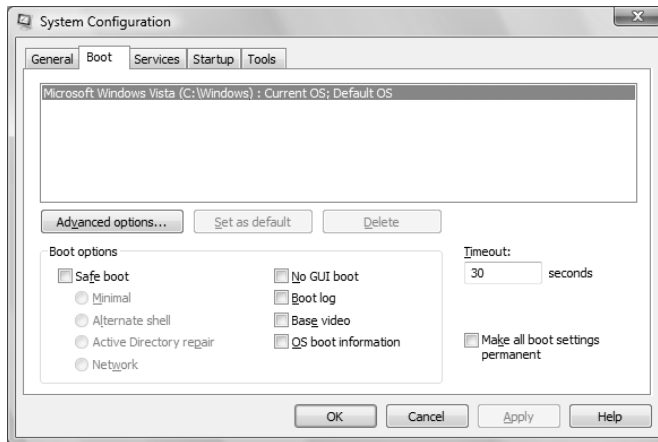 System Configuration
General Boot Services Startup Tools
Microsoft Windows Vista (C:\Windows) : Current OS; Default OS
Advanced options... Set as default Delete
Boot options
Timeout:
Safe boot No GUI boot 30 seconds
Minimal Boot log
Alternate shell Base video
Active Directory repair OS boot information Make all boot settings
permanent
Network
OK Cancel Apply Help